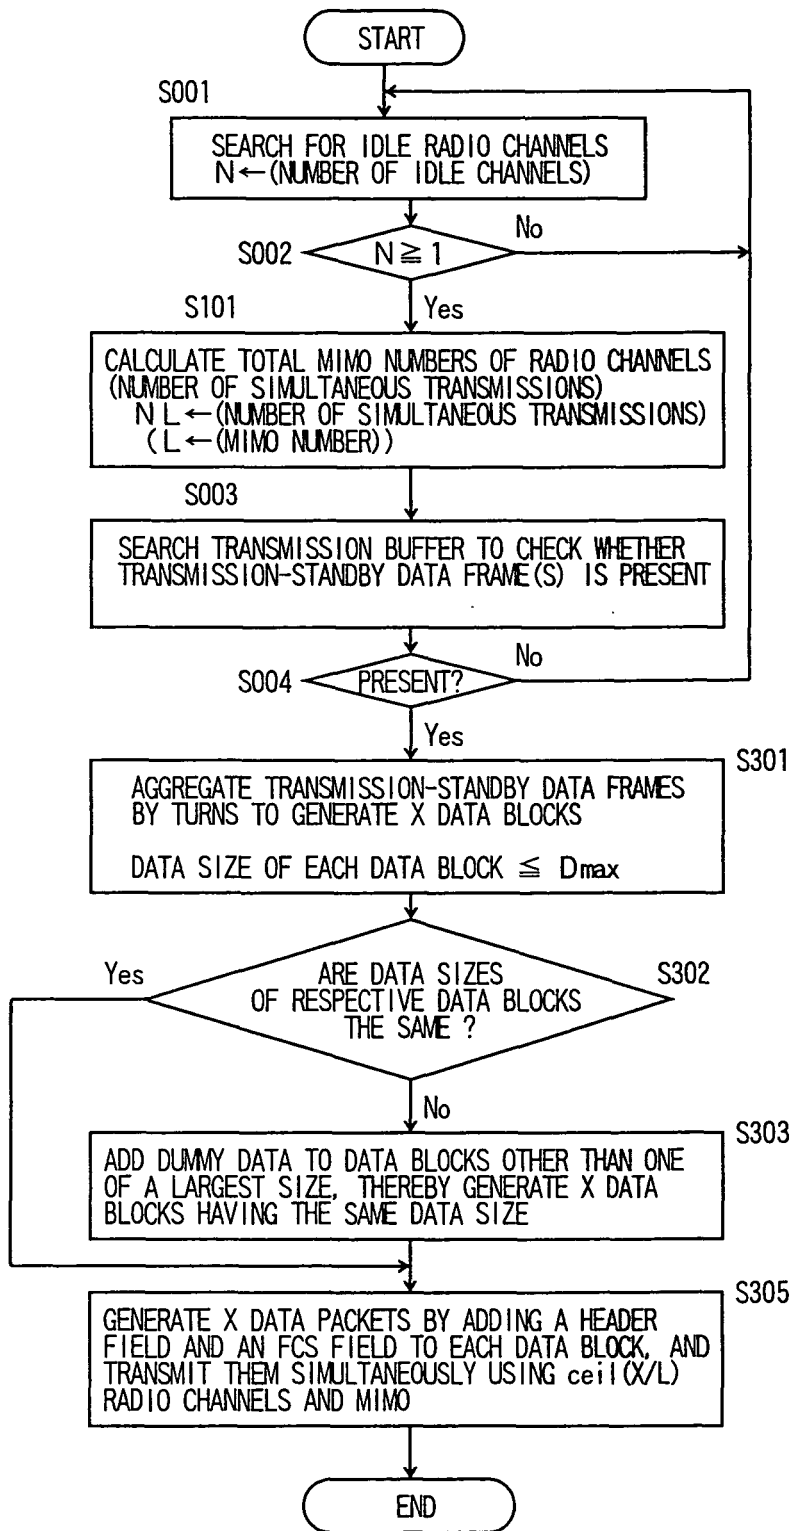 START
S001
SEARCH FOR IDLE RADIO CHANNELS
N←(NUMBER OF IDLE CHANNELS)
No
S002
N≧1
S101
Yes
CALCULATE TOTAL MIMO NUMBERS OF RADIO CHANNELS
(NUMBER OF SIMULTANEOUS TRANSMISSIONS)
NL←(NUMBER OF SIMULTANEOUS TRANSMISSIONS)
(L←(MIMO NUMBER))
S003
SEARCH TRANSMISSION BUFFER TO CHECK WHETHER
TRANSMISSION-STANDBY DATA FRAME(S) IS PRESENT
No
S004
PRESENT?
Yes
S301
AGGREGATE TRANSMISSION-STANDBY DATA FRAMES
BY TURNS TO GENERATE X DATA BLOCKS
DATA SIZE OF EACH DATA BLOCK ≦ Dmax
Yes
ARE DATA SIZES
OF RESPECTIVE DATA BLOCKS
THE SAME ?
S302
No
S303
ADD DUMMY DATA TO DATA BLOCKS OTHER THAN ONE
OF A LARGEST SIZE, THEREBY GENERATE X DATA
BLOCKS HAVING THE SAME DATA SIZE
S305
GENERATE X DATA PACKETS BY ADDING A HEADER
FIELD AND AN FCS FIELD TO EACH DATA BLOCK, AND
TRANSMIT THEM SIMULTANEOUSLY USING ceil(X/L)
RADIO CHANNELS AND MIMO
END